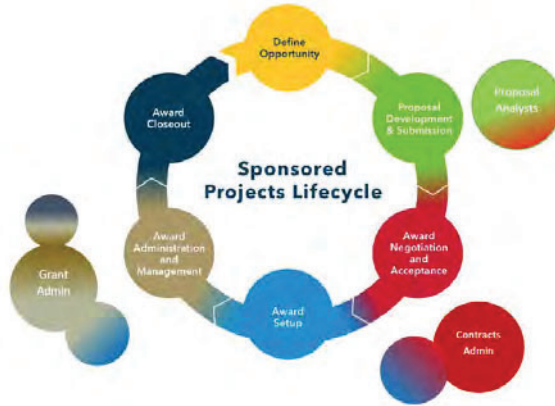 Define
Opportunity
Proposal
Development
& Submission
Proposal
Analysts
Award
Closeout
Sponsored
Projects Lifecycle
Award
Administration
and
Management
Award
Negotiation
and
Acceptance
Grant
Admin
Award
Setup
Contracts
Admin